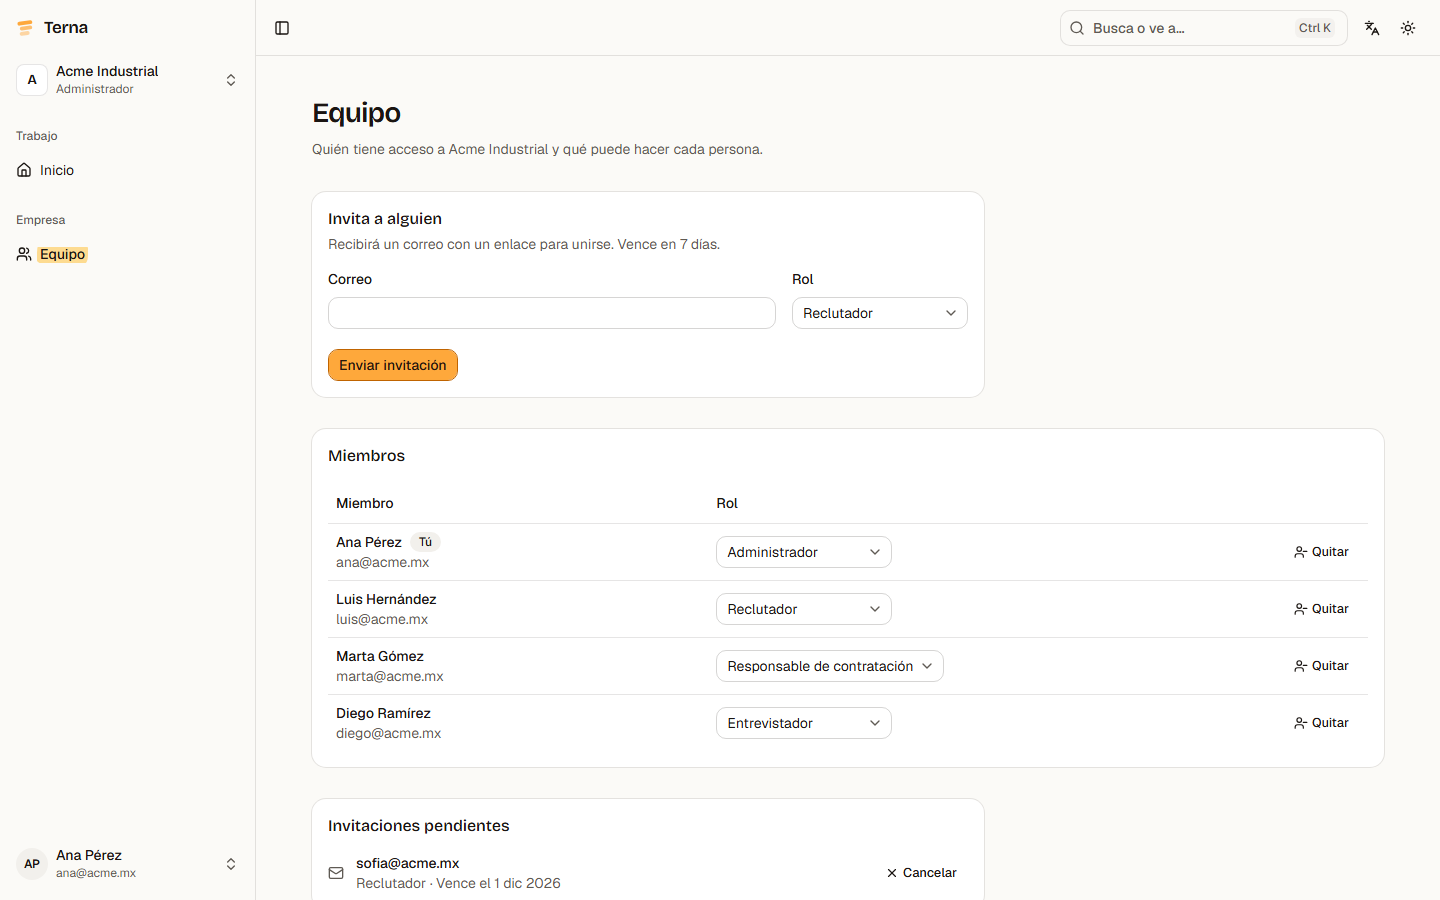 Terna
A
Acme Industrial
Administrador
Trabajo
Inicio
Empresa
Equipo
AP
Ana Pérez
ana@acme.mx
Busca o ve a...
Ctrl K
Equipo
Quién tiene acceso a Acme Industrial y qué puede hacer cada persona.
Invita a alguien
Recibirá un correo con un enlace para unirse. Vence en 7 días.
Correo
Rol
Reclutador
Enviar invitación
Miembros
Miembro
Rol
Ana Pérez
Tú
ana@acme.mx
Administrador
Quitar
Luis Hernández
luis@acme.mx
Reclutador
Quitar
Marta Gómez
marta@acme.mx
Responsable de contratación
Quitar
Diego Ramírez
diego@acme.mx
Entrevistador
Quitar
Invitaciones pendientes
sofia@acme.mx
Reclutador · Vence el 1 dic 2026
Cancelar